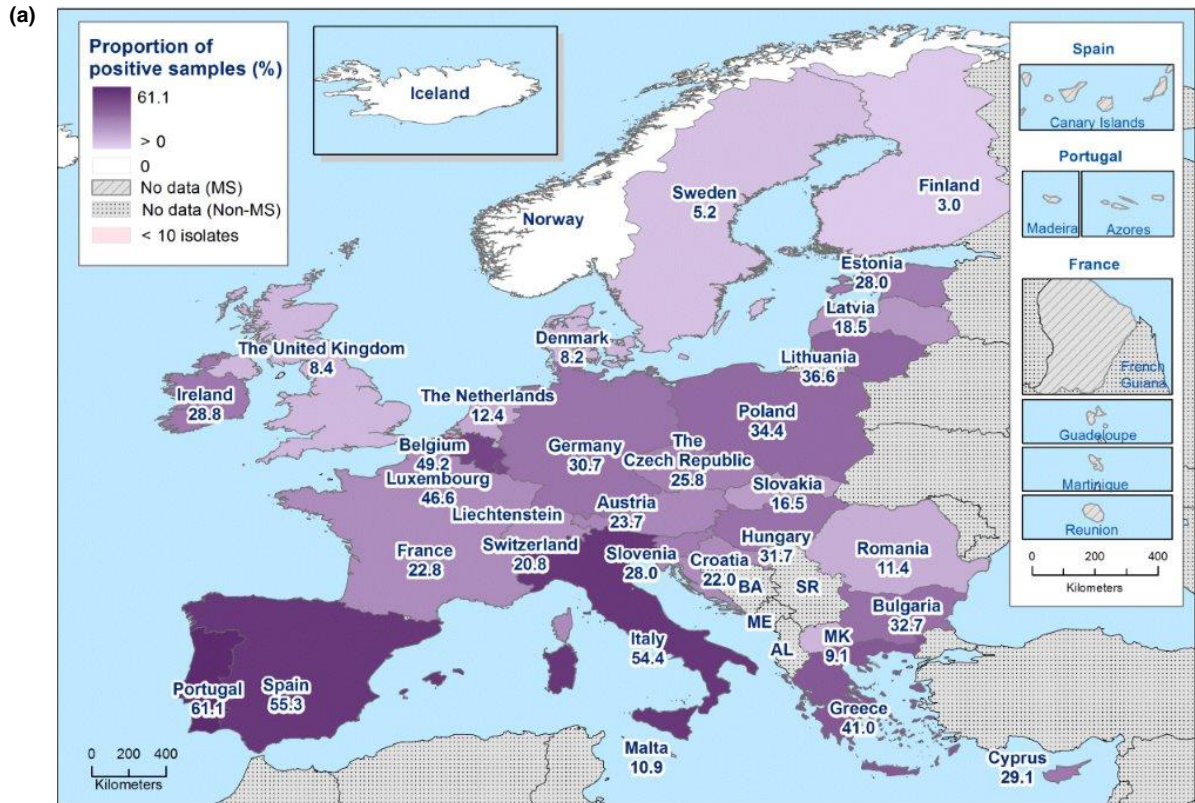 (a)
Proportion of
positive samples (%)
61.1
> 0
0
No data (MS)
No data (Non-MS)
< 10 isolates
Iceland
Norway
Sweden
5.2
Finland
3.0
Estonia
28.0
Latvia
18.5
Lithuania
36.6
Denmark
8.2
The United Kingdom
8.4
Ireland
28.8
The Netherlands
12.4
Belgium
49.2
Luxembourg
46.6
Germany
30.7
Poland
34.4
The
Czech Republic
25.8
Slovakia
16.5
Austria
23.7
Liechtenstein
Switzerland
20.8
France
22.8
Hungary
31.7
Slovenia
28.0
Croatia
22.0
Romania
11.4
BA
SR
Bulgaria
32.7
ME
MK
9.1
AL
Italy
54.4
Portugal
61.1
Spain
55.3
Greece
41.0
Malta
10.9
Cyprus
29.1
0 200 400
Kilometers
Spain
Canary Islands
Portugal
Madeira
Azores
France
French
Guiana
Guadeloupe
Martinique
Reunion
0 200 400
Kilometers